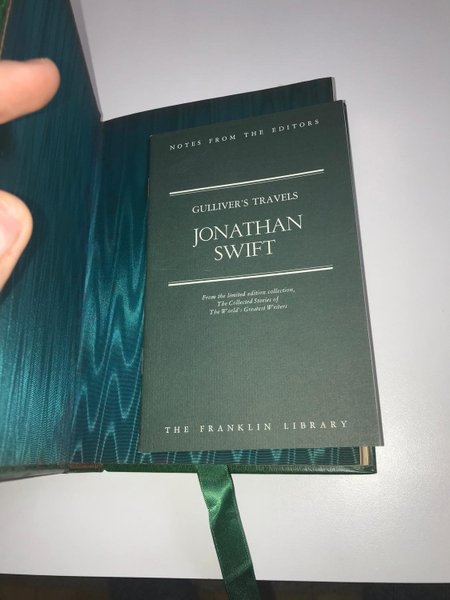 NOTES FROM THE EDITORS
GULLIVER'S TRAVELS
JONATHAN
SWIFT
From the limited edition collection,
The Collected Stories of
The World's Greatest Writers
THE FRANKLIN LIBRARY